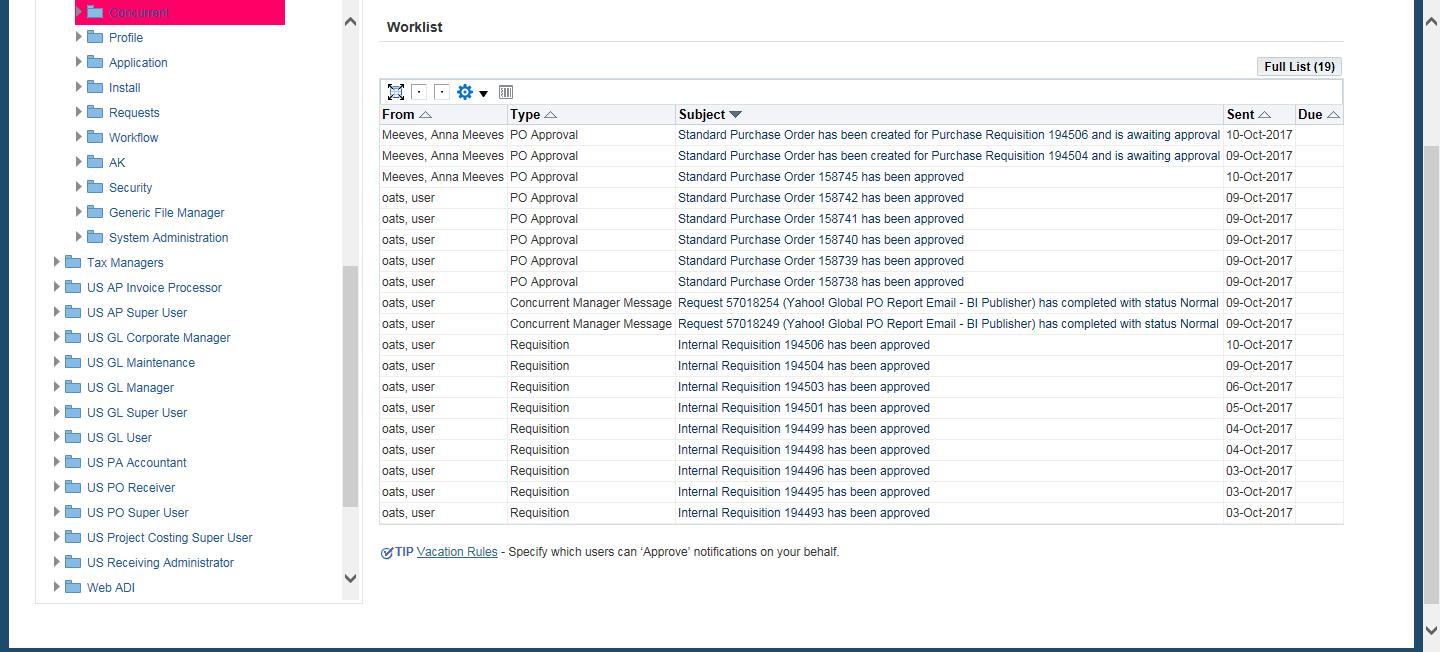 Concurrent
Profile
Application
Install
Requests
Workflow
AK
Security
Generic File Manager
System Administration
Tax Managers
US AP Invoice Processor
US AP Super User
US GL Corporate Manager
US GL Maintenance
US GL Manager
US GL Super User
US GL User
US PA Accountant
US PO Receiver
US PO Super User
US Project Costing Super User
US Receiving Administrator
Web ADI
Worklist
Full List (19)
From Type Subject Sent Due
Meeves, Anna Meeves PO Approval Standard Purchase Order has been created for Purchase Requisition 194506 and is awaiting approval 10-Oct-2017
Meeves, Anna Meeves PO Approval Standard Purchase Order has been created for Purchase Requisition 194504 and is awaiting approval 09-Oct-2017
Meeves, Anna Meeves PO Approval Standard Purchase Order 158745 has been approved 10-Oct-2017
oats, user PO Approval Standard Purchase Order 158742 has been approved 09-Oct-2017
oats, user PO Approval Standard Purchase Order 158741 has been approved 09-Oct-2017
oats, user PO Approval Standard Purchase Order 158740 has been approved 09-Oct-2017
oats, user PO Approval Standard Purchase Order 158739 has been approved 09-Oct-2017
oats, user PO Approval Standard Purchase Order 158738 has been approved 09-Oct-2017
oats, user Concurrent Manager Message Request 57018254 (Yahoo! Global PO Report Email - BI Publisher) has completed with status Normal 09-Oct-2017
oats, user Concurrent Manager Message Request 57018249 (Yahoo! Global PO Report Email - BI Publisher) has completed with status Normal 09-Oct-2017
oats, user Requisition Internal Requisition 194506 has been approved 10-Oct-2017
oats, user Requisition Internal Requisition 194504 has been approved 09-Oct-2017
oats, user Requisition Internal Requisition 194503 has been approved 06-Oct-2017
oats, user Requisition Internal Requisition 194501 has been approved 05-Oct-2017
oats, user Requisition Internal Requisition 194499 has been approved 04-Oct-2017
oats, user Requisition Internal Requisition 194498 has been approved 04-Oct-2017
oats, user Requisition Internal Requisition 194496 has been approved 03-Oct-2017
oats, user Requisition Internal Requisition 194495 has been approved 03-Oct-2017
oats, user Requisition Internal Requisition 194493 has been approved 03-Oct-2017
TIP Vacation Rules - Specify which users can ‘Approve’ notifications on your behalf.